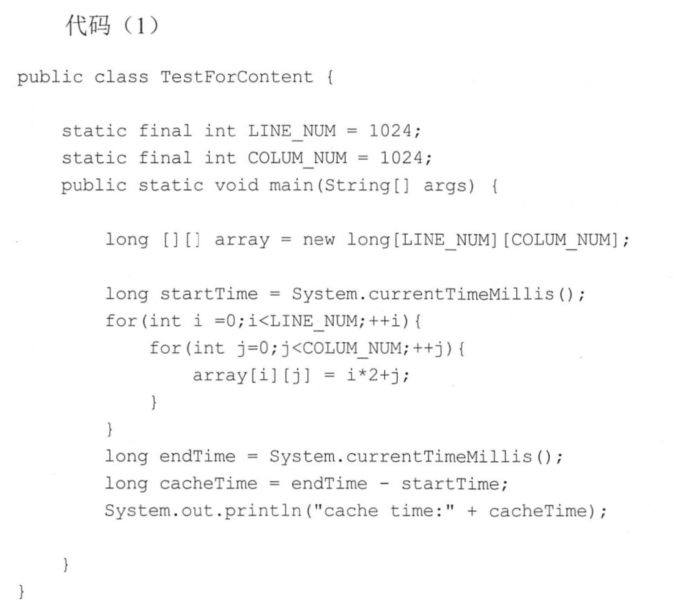 代码（1）
public class TestForContent {
static final int LINE_NUM = 1024;
static final int COLUM_NUM = 1024;
public static void main(String[] args) {
long [][] array = new long[LINE_NUM][COLUM_NUM];
long startTime = System.currentTimeMillis();
for(int i =0;i<LINE_NUM;++i){
for(int j=0;j<COLUM_NUM;++j){
array[i][j] = i*2+j;
}
}
long endTime = System.currentTimeMillis();
long cacheTime = endTime - startTime;
System.out.println("cache time:" + cacheTime);
}
}